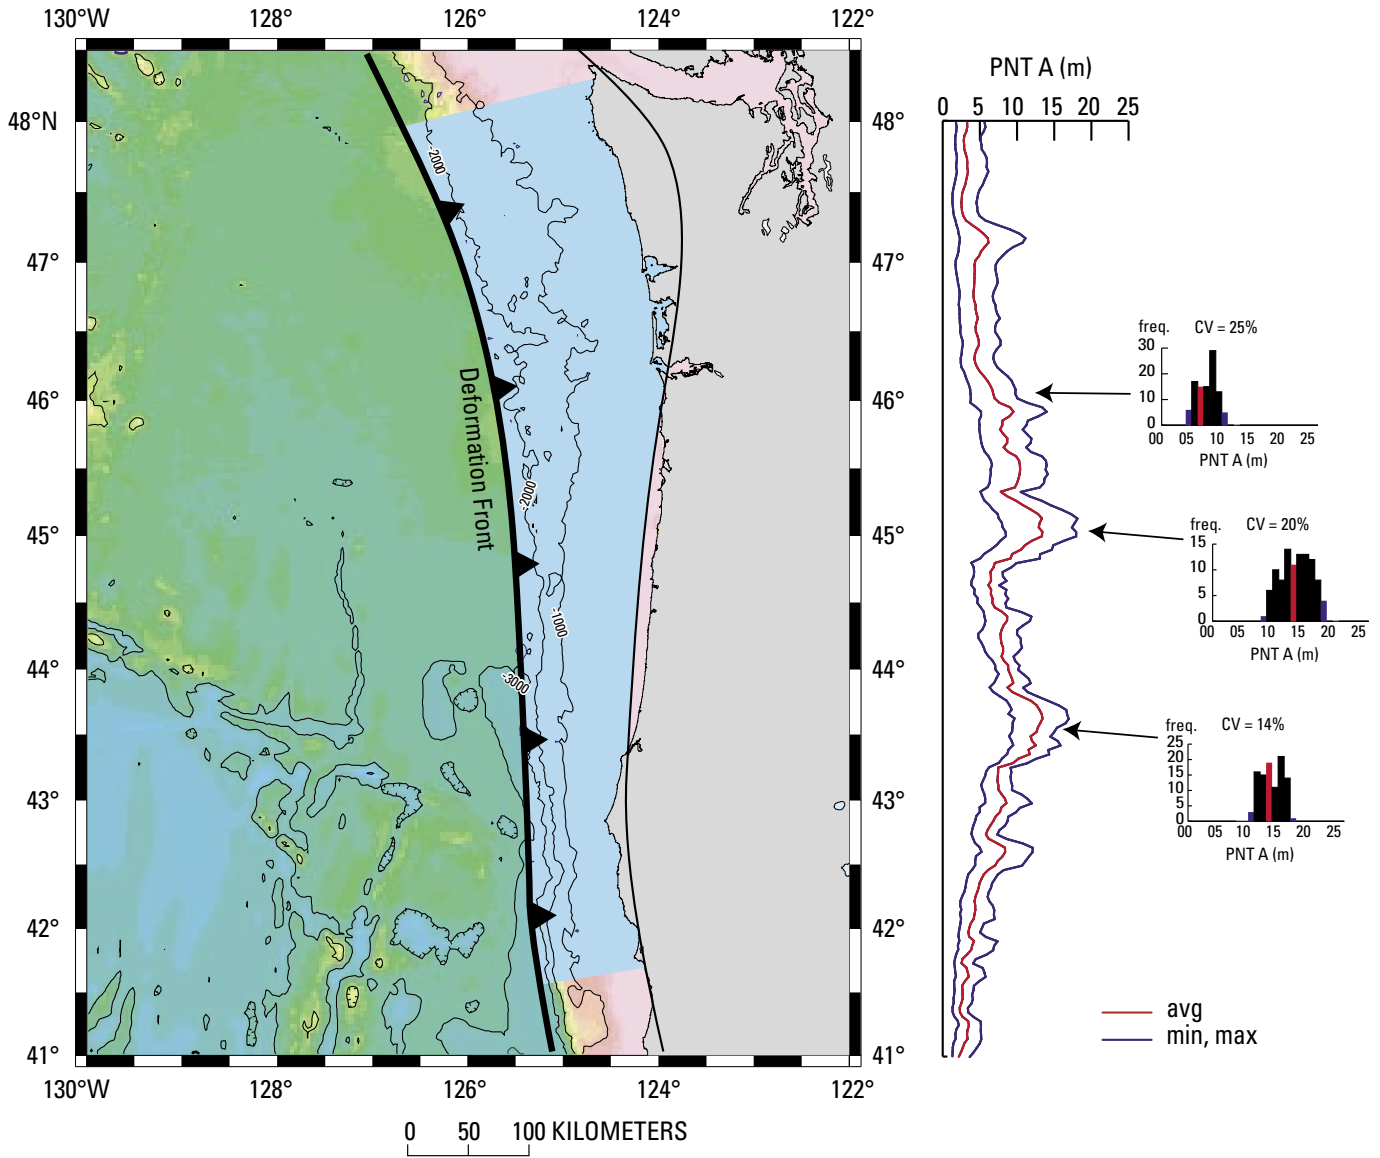 130°W 128° 126° 124° 122°
48°N 48°
47° 47°
46° 46°
45° 45°
44° 44°
43° 43°
42° 42°
41° 41°
130°W 128° 126° 124° 122°
-2000
Deformation Front
-2000
-1000
-3000
0 50 100 KILOMETERS
PNT A (m)
0 5 10 15 20 25
freq. CV = 25%
30
20
10
0
00 05 10 15 20 25
PNT A (m)
freq. CV = 20%
15
10
5
0
00 05 10 15 20 25
PNT A (m)
freq. CV = 14%
25
20
15
10
5
0
00 05 10 15 20 25
PNT A (m)
avg
min, max